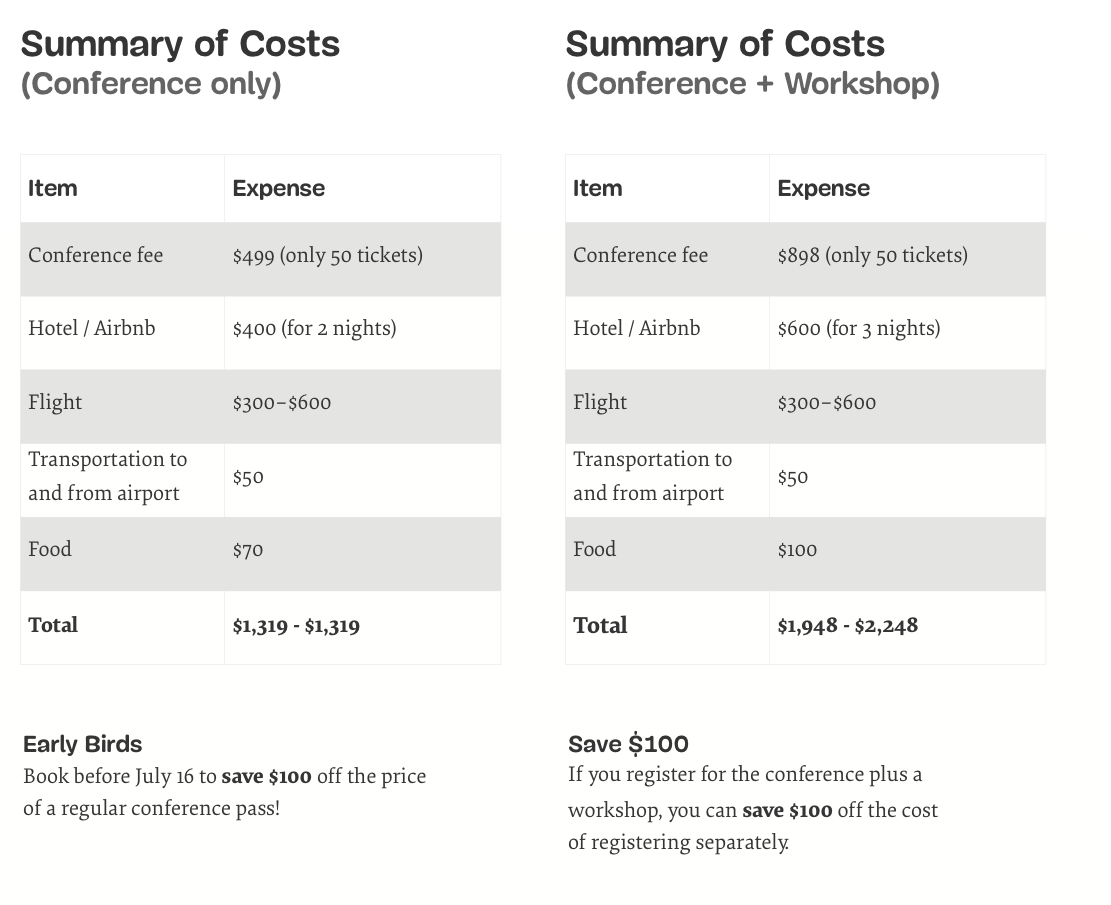 Summary of Costs
(Conference only)
Item Expense
Conference fee $499 (only 50 tickets)
Hotel / Airbnb $400 (for 2 nights)
Flight $300–$600
Transportation to
and from airport
$50
Food $70
Total $1,319 - $1,319
Early Birds
Book before July 16 to save $100 off the price
of a regular conference pass!
Summary of Costs
(Conference + Workshop)
Item Expense
Conference fee $898 (only 50 tickets)
Hotel / Airbnb $600 (for 3 nights)
Flight $300–$600
Transportation to
and from airport
$50
Food $100
Total $1,948 - $2,248
Save $100
If you register for the conference plus a
workshop, you can save $100 off the cost
of registering separately.